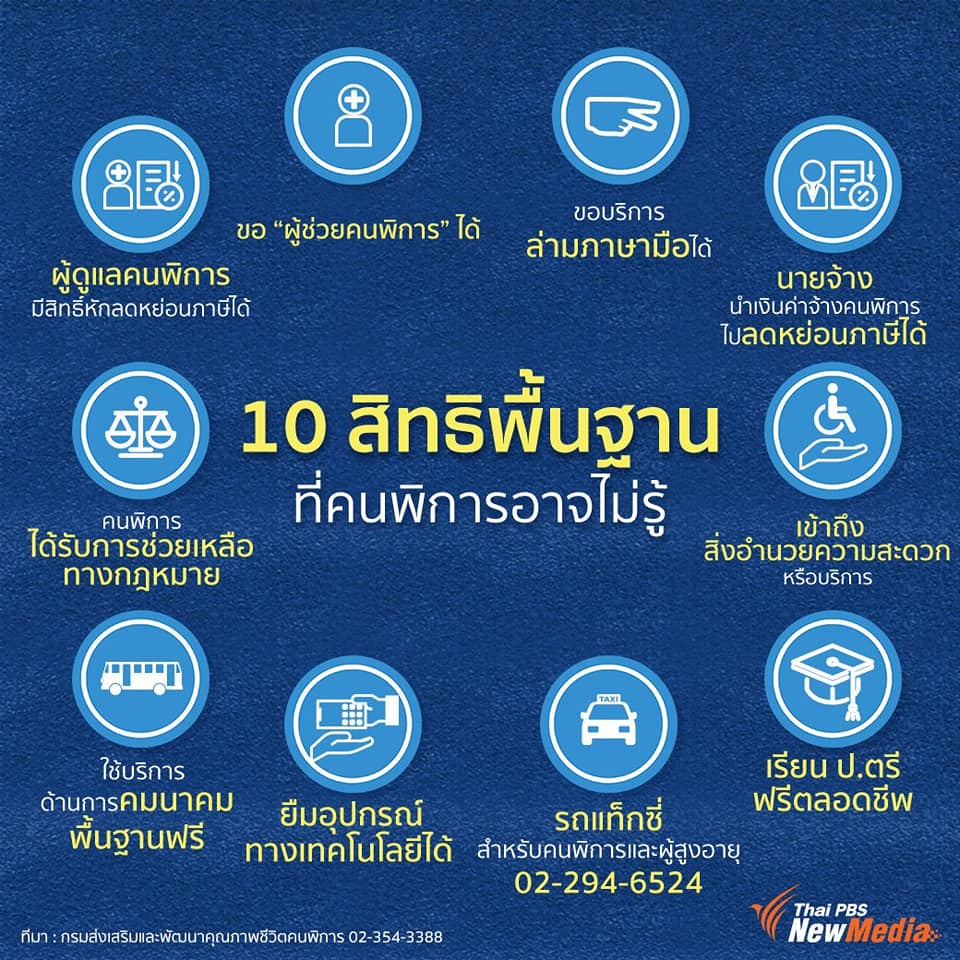 10 สิทธิพื้นฐาน
ที่คนพิการอาจไม่รู้
ผู้ดูแลคนพิการ
มีสิทธิ์หักลดหย่อนภาษีได้
ขอ “ผู้ช่วยคนพิการ” ได้
ขอบริการ
ล่ามภาษามือได้
นายจ้าง
นำเงินค่าจ้างคนพิการ
ไปลดหย่อนภาษีได้
คนพิการ
ได้รับการช่วยเหลือ
ทางกฎหมาย
เข้าถึง
สิ่งอำนวยความสะดวก
หรือบริการ
ใช้บริการ
ด้านการคมนาคม
พื้นฐานฟรี
ยืมอุปกรณ์
ทางเทคโนโลยีได้
TAXI
รถแท็กซี่
สำหรับคนพิการและผู้สูงอายุ
02-294-6524
เรียน ป.ตรี
ฟรีตลอดชีพ
ที่มา : กรมส่งเสริมและพัฒนาคุณภาพชีวิตคนพิการ 02-354-3388
Thai PBS
NewMedia